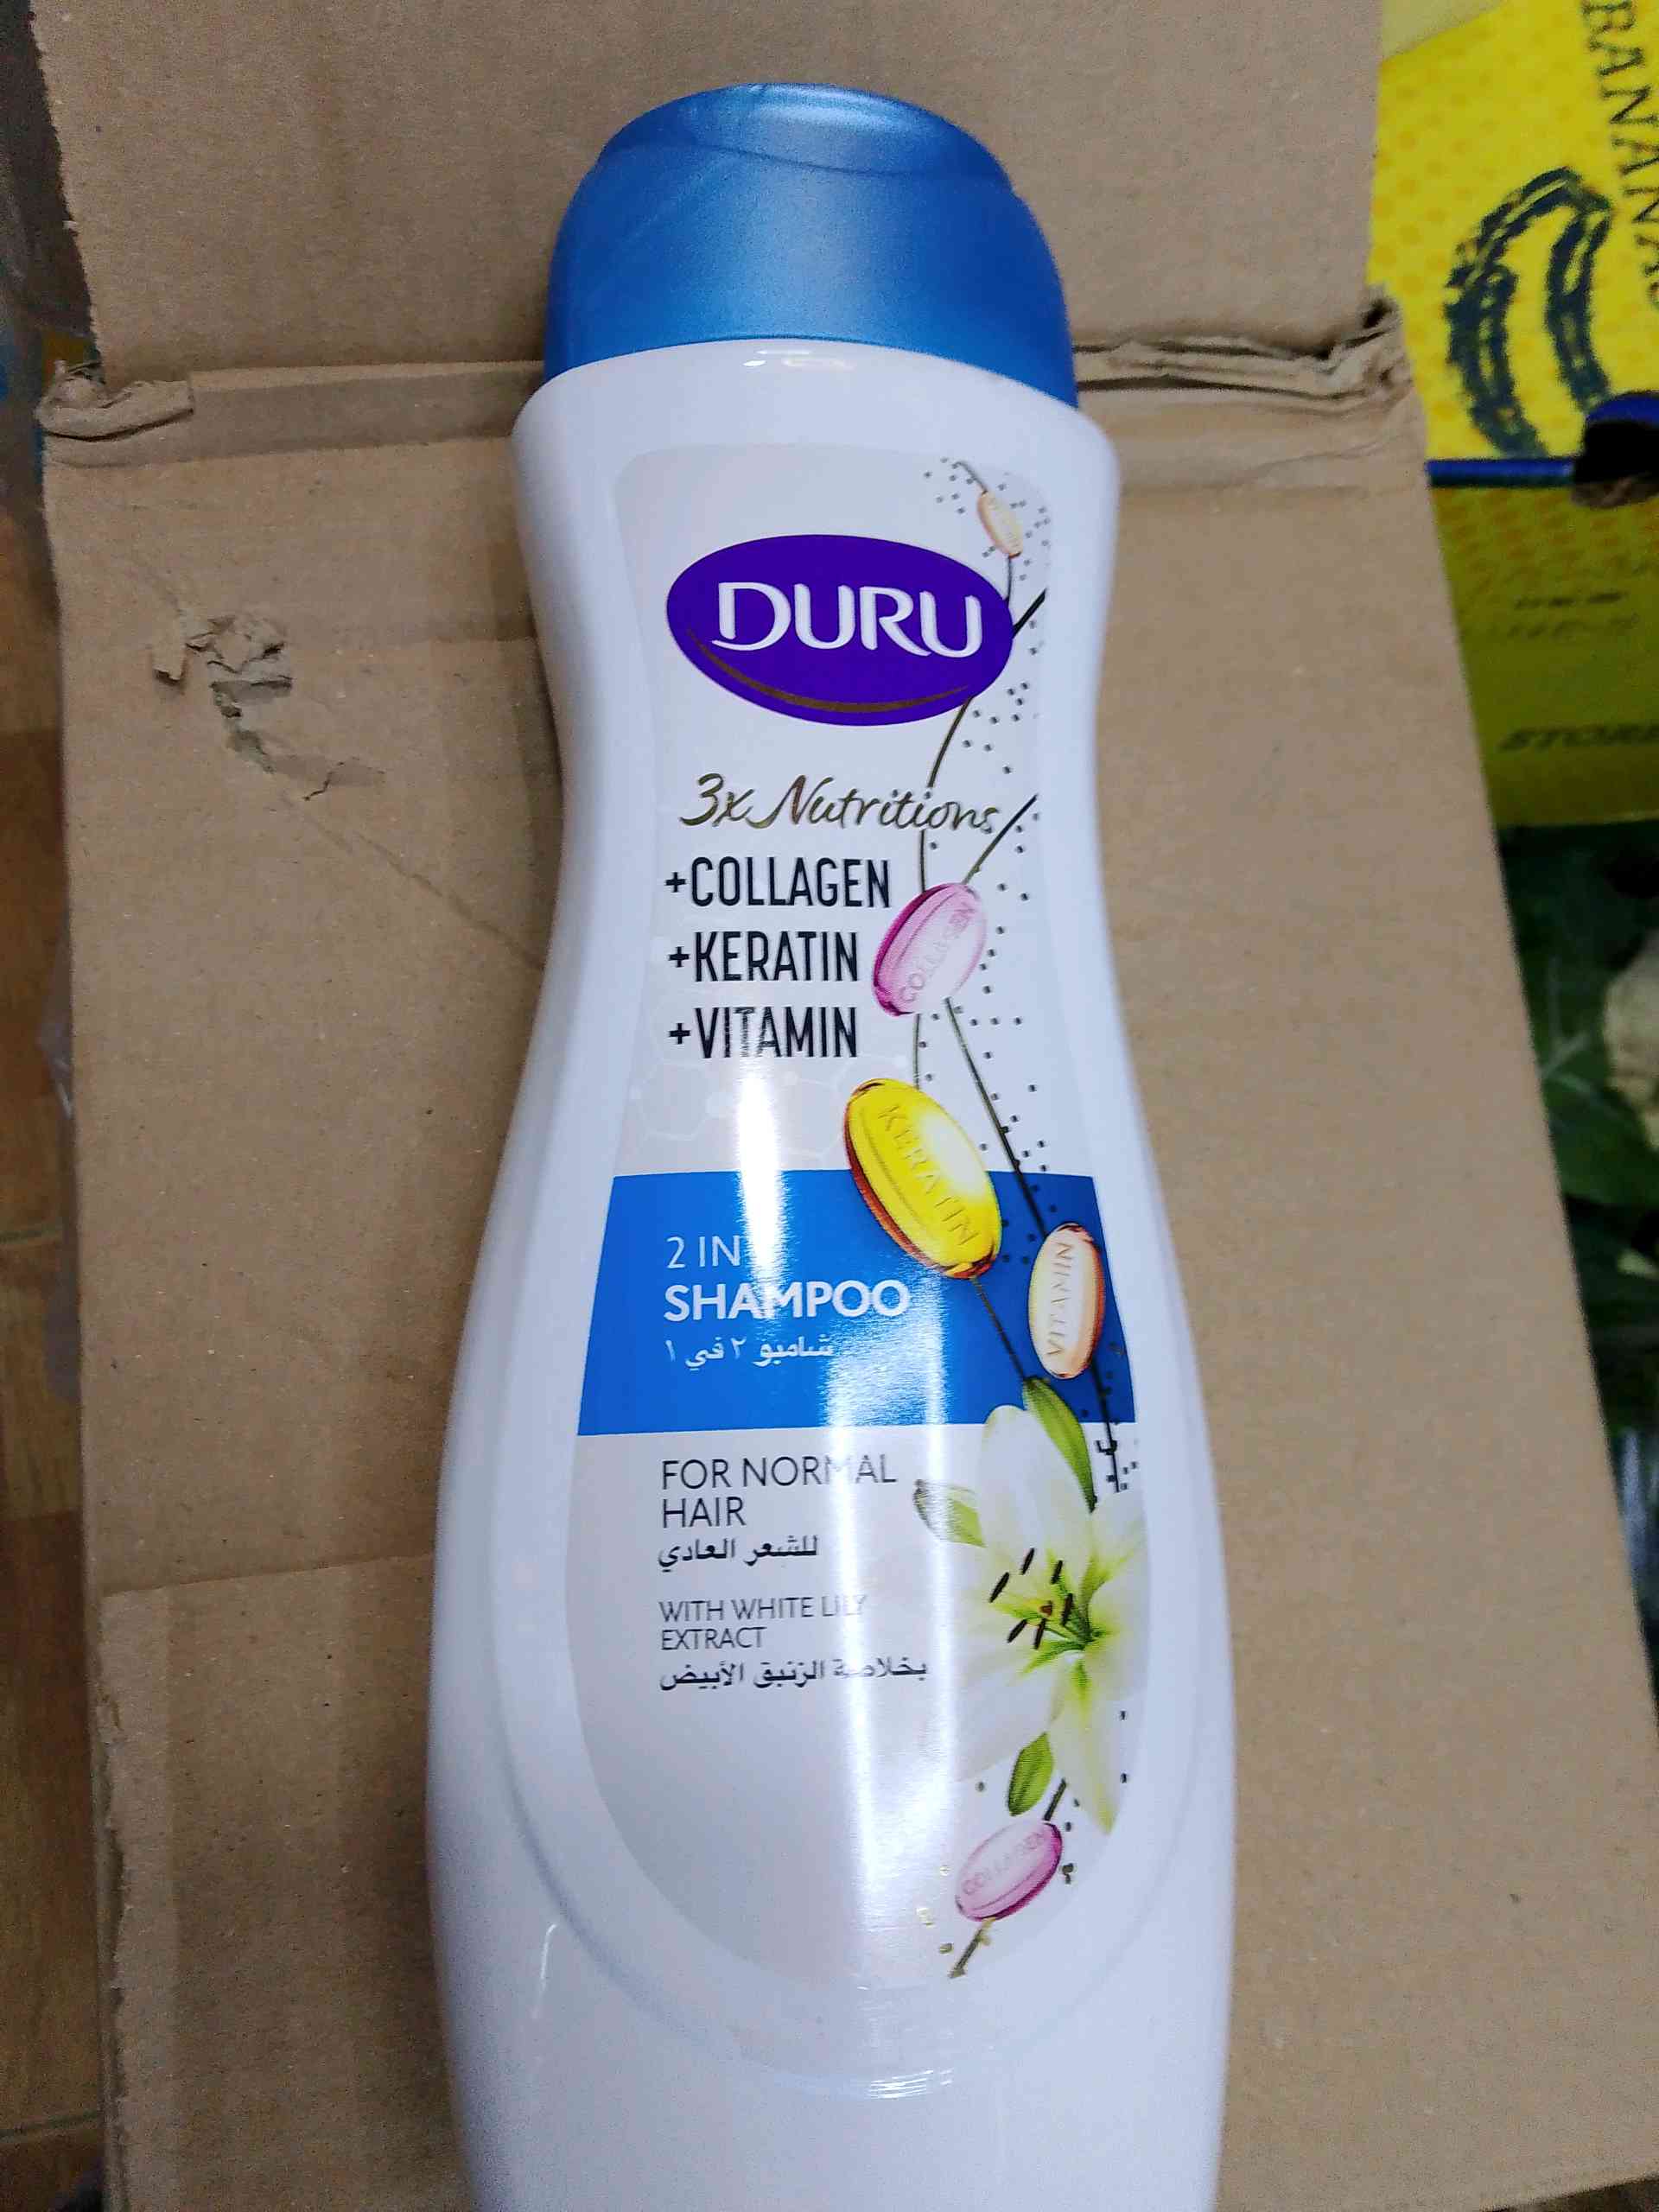 DURU
3x Nutritions
+COLLAGEN
+KERATIN
+VITAMIN
COLLAGEN
KERATIN
VITAMIN
2 IN
SHAMPOO
شامبو ٢ في ١
FOR NORMAL
HAIR
للشعر العادي
WITH WHITE LILY
EXTRACT
بخلاصة الزنبق الأبيض
COLLAGEN